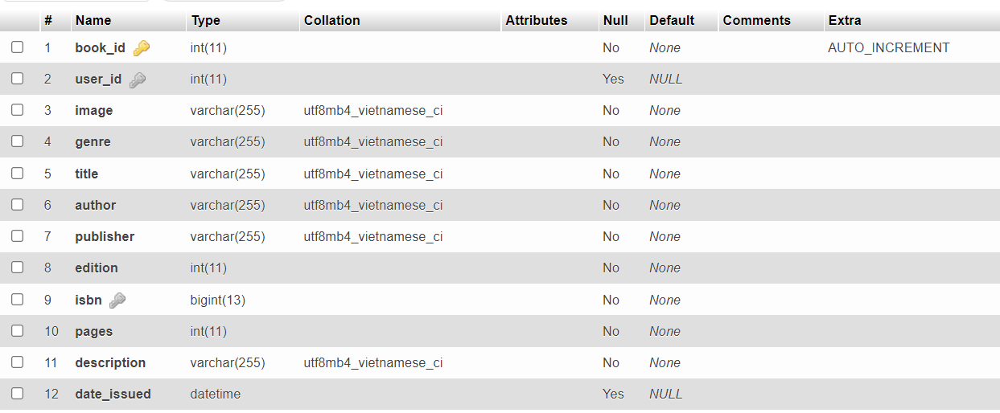 # Name Type Collation Attributes Null Default Comments Extra
1 book_id int(11) No None AUTO_INCREMENT
2 user_id int(11) Yes NULL
3 image varchar(255) utf8mb4_vietnamese_ci No None
4 genre varchar(255) utf8mb4_vietnamese_ci No None
5 title varchar(255) utf8mb4_vietnamese_ci No None
6 author varchar(255) utf8mb4_vietnamese_ci No None
7 publisher varchar(255) utf8mb4_vietnamese_ci No None
8 edition int(11) No None
9 isbn bigint(13) No None
10 pages int(11) No None
11 description varchar(255) utf8mb4_vietnamese_ci No None
12 date_issued datetime Yes NULL